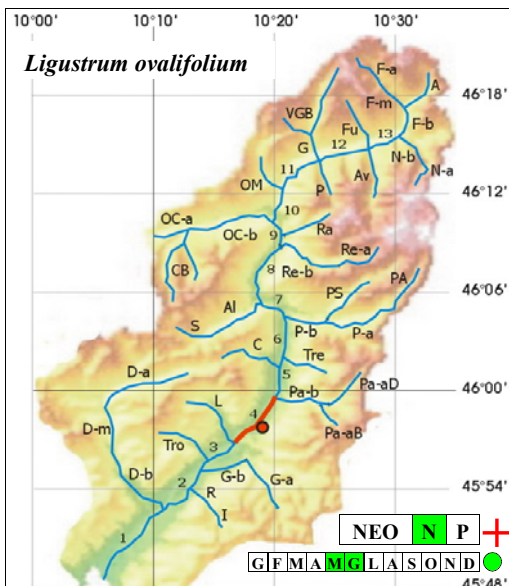 10°00' 10°10' 10°20' 10°30'
Ligustrum ovalifolium
F-a
A
46°18'
VGB
F-m
Fu
F-b
G
12
13
N-b
11
N-a
OM
P
Av
46°12'
10
OC-a
Ra
OC-b
9
Re-a
CB
8
Re-b
PS
PA
46°06'
Al
7
S
P-b
P-a
C
6
Tre
D-a
5
46°00'
L
Pa-b
Pa-aD
D-m
4
Pa-aB
Tro
3
D-b
G-b
G-a
45°54'
2
R
I
1
NEO N P
G F M A M G L A S O N D
45°48'